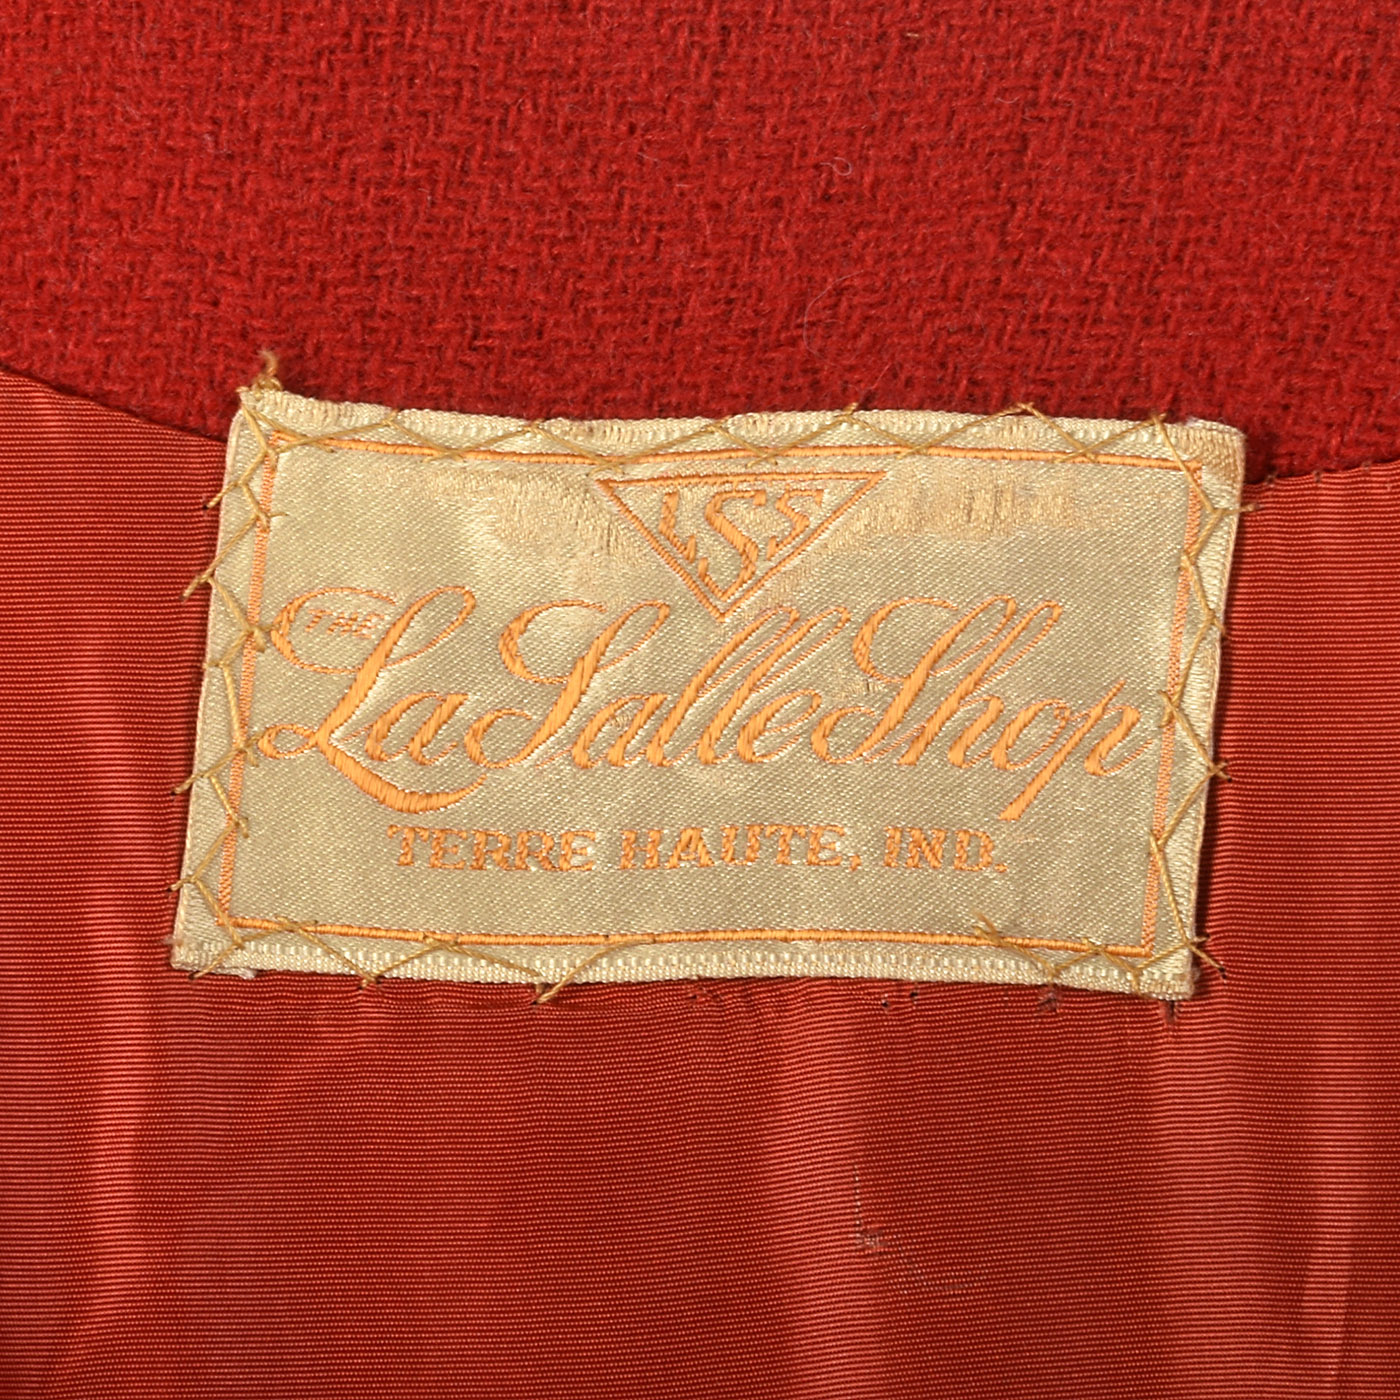 LSS
THE
La Salle Shop
TERRE HAUTE, IND.